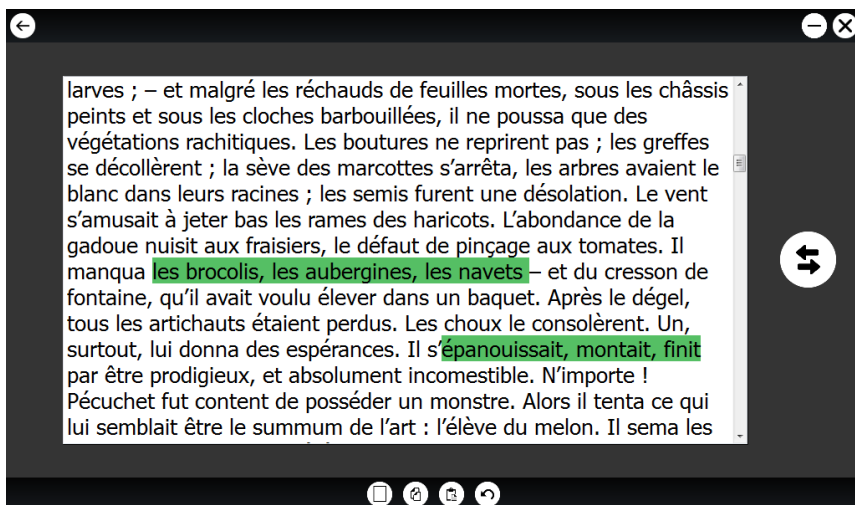 larves ; – et malgré les réchauds de feuilles mortes, sous les châssis
peints et sous les cloches barbouillées, il ne poussa que des
végétations rachitiques. Les boutures ne reprirent pas ; les greffes
se décollèrent ; la sève des marcottes s’arrêta, les arbres avaient le
blanc dans leurs racines ; les semis furent une désolation. Le vent
s’amusait à jeter bas les rames des haricots. L’abondance de la
gadoue nuisit aux fraisiers, le défaut de pinçage aux tomates. Il
manqua les brocolis, les aubergines, les navets – et du cresson de
fontaine, qu’il avait voulu élever dans un baquet. Après le dégel,
tous les artichauts étaient perdus. Les choux le consolèrent. Un,
surtout, lui donna des espérances. Il s’épanouissait, montait, finit
par être prodigieux, et absolument incomestible. N’importe !
Pécuchet fut content de posséder un monstre. Alors il tenta ce qui
lui semblait être le summum de l’art : l’élève du melon. Il sema les